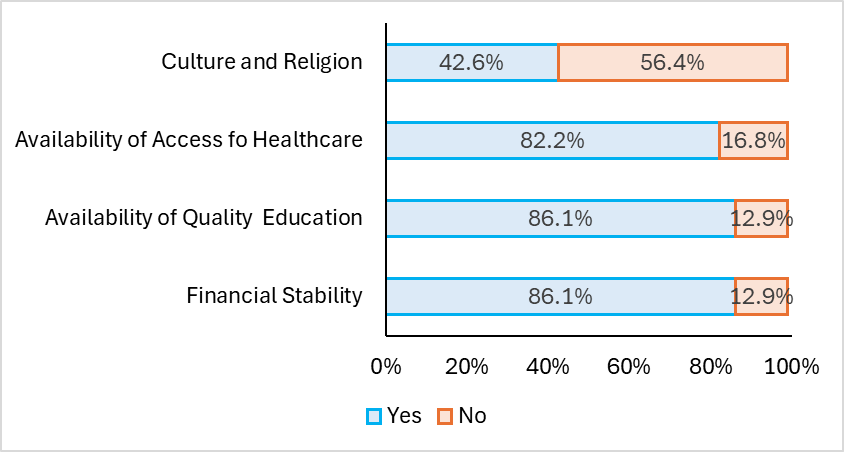 Culture and Religion 42.6% 56.4%
Availability of Access fo Healthcare 82.2% 16.8%
Availability of Quality Education 86.1% 12.9%
Financial Stability 86.1% 12.9%
0% 20% 40% 60% 80% 100%
Yes No